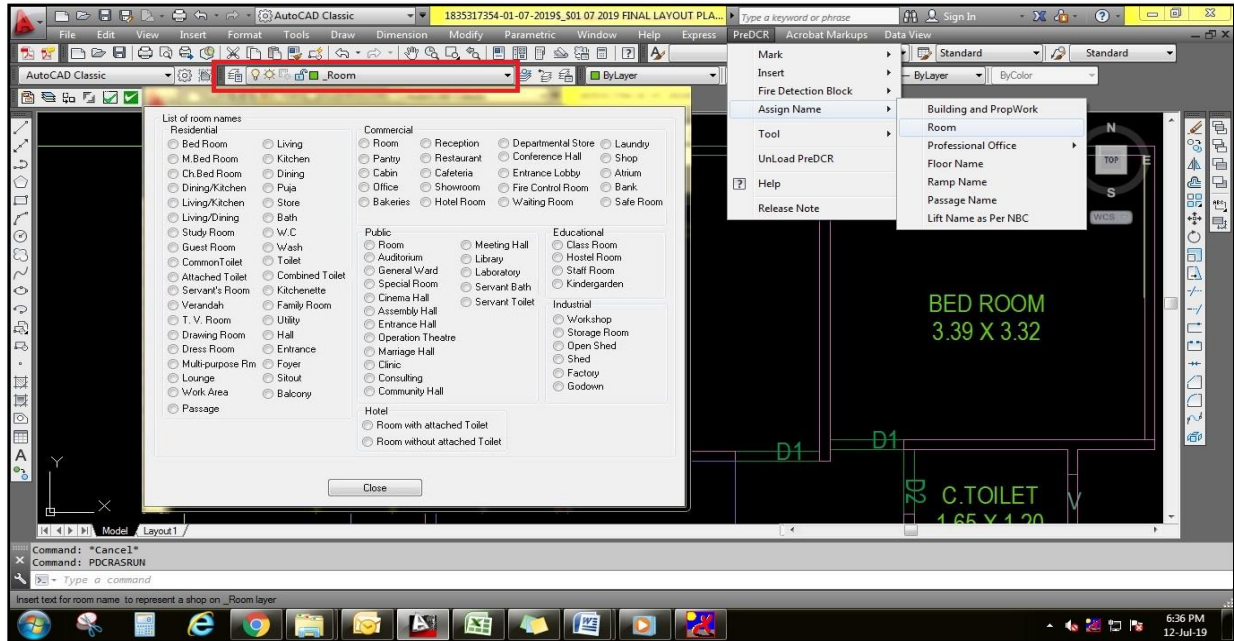 AutoCAD Classic
1835317354-01-07-2019$_$01 07 2019 FINAL LAYOUT PLA...
Type a keyword or phrase
Sign In
File Edit View Insert Format Tools Draw Dimension Modify Parametric Window Help Express PreDCR Acrobat Markups Data View
Standard
Standard
AutoCAD Classic
_Room
ByLayer
ByLayer
ByColor
Mark
Insert
Fire Detection Block
Assign Name
Tool
UnLoad PreDCR
Help
Release Note
Building and PropWork
Room
Professional Office
Floor Name
Ramp Name
Passage Name
Lift Name as Per NBC
N
TOP
E
S
WCS
List of room names
Residential
Bed Room
M.Bed Room
Ch.Bed Room
Dining/Kitchen
Living/Kitchen
Living/Dining
Study Room
Guest Room
CommonToilet
Attached Toilet
Servant's Room
Verandah
T. V. Room
Drawing Room
Dress Room
Multi-purpose Rm
Lounge
Work Area
Passage
Living
Kitchen
Dining
Puja
Store
Bath
W.C
Wash
Toilet
Combined Toilet
Kitchenette
Family Room
Utility
Hall
Entrance
Foyer
Sitout
Balcony
Commercial
Room
Pantry
Cabin
Office
Bakeries
Reception
Restaurant
Cafeteria
Showroom
Hotel Room
Departmental Store
Conference Hall
Entrance Lobby
Fire Control Room
Waiting Room
Laundry
Shop
Atrium
Bank
Safe Room
Public
Room
Auditorium
General Ward
Special Room
Cinema Hall
Assembly Hall
Entrance Hall
Operation Theatre
Marriage Hall
Clinic
Consulting
Community Hall
Meeting Hall
Library
Laboratory
Servant Bath
Servant Toilet
Educational
Class Room
Hostel Room
Staff Room
Kindergarden
Industrial
Workshop
Storage Room
Open Shed
Shed
Factory
Godown
Hotel
Room with attached Toilet
Room without attached Toilet
Close
BED ROOM
3.39 X 3.32
D1
D1
D2
C.TOILET
1.65 X 1.20
V
Y
X
Model
Layout1
Command: *Cancel*
Command: PDCRASRUN
Type a command
Insert text for room name to represent a shop on _Room layer
6:36 PM
12-Jul-19